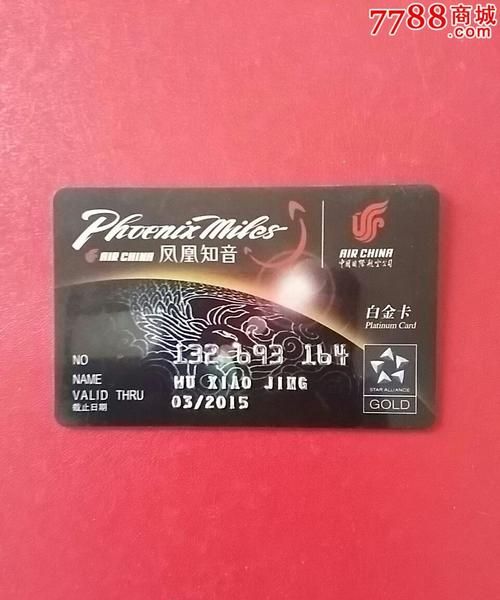 7788商城
.com
Phoenix Miles
AIR CHINA 凤凰知音
AIR CHINA
中国国际航空公司
白金卡
Platinum Card
NO 132 693 164
NAME WU XIAO JING
VALID THRU 03/2015
截止日期
STAR ALLIANCE
GOLD